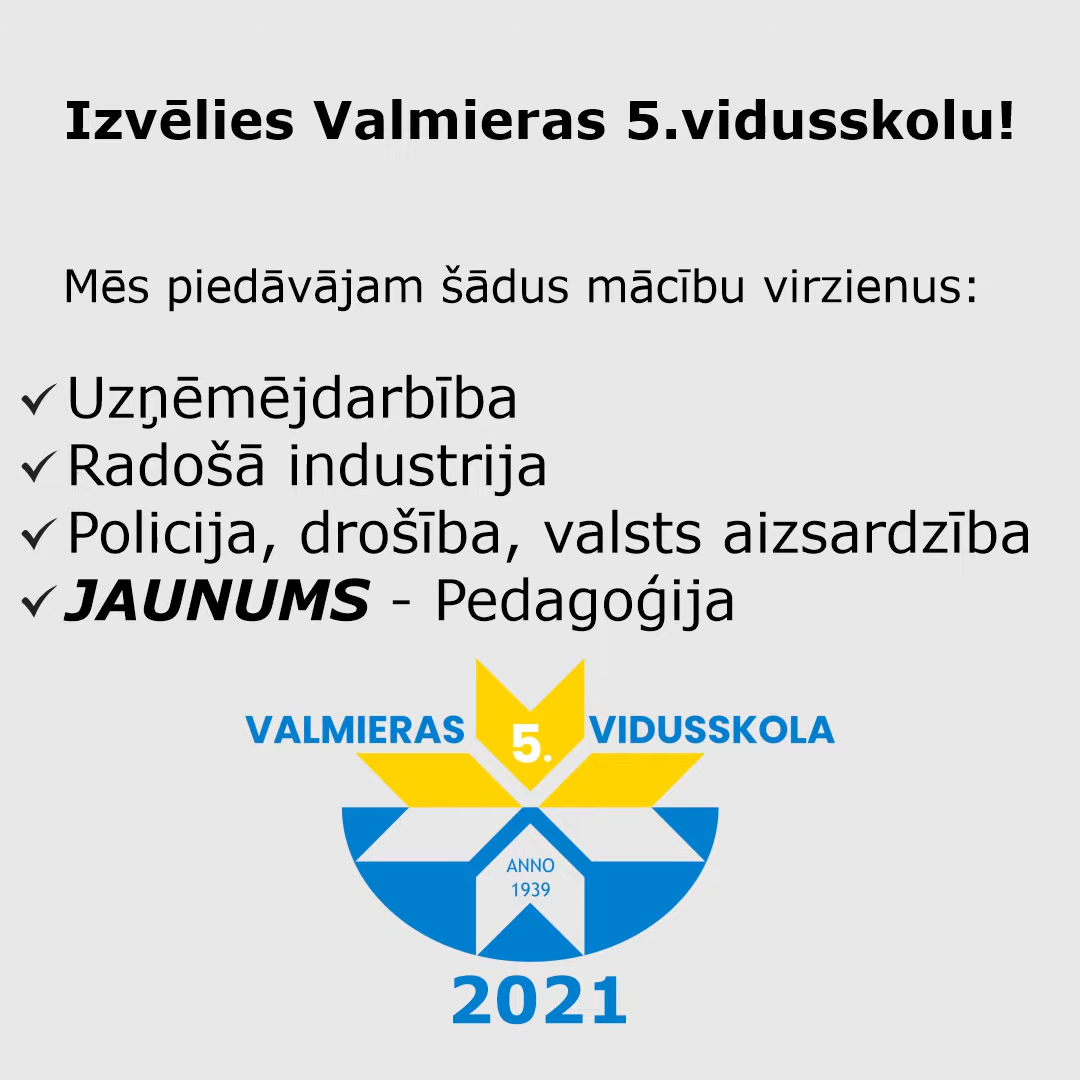 Izvēlies Valmieras 5.vidusskolu!
Mēs piedāvājam šādus mācību virzienus:
Uzņēmējdarbība
Radošā industrija
Policija, drošība, valsts aizsardzība
JAUNUMS - Pedagoģija
VALMIERAS 5. VIDUSSKOLA
ANNO
1939
2021